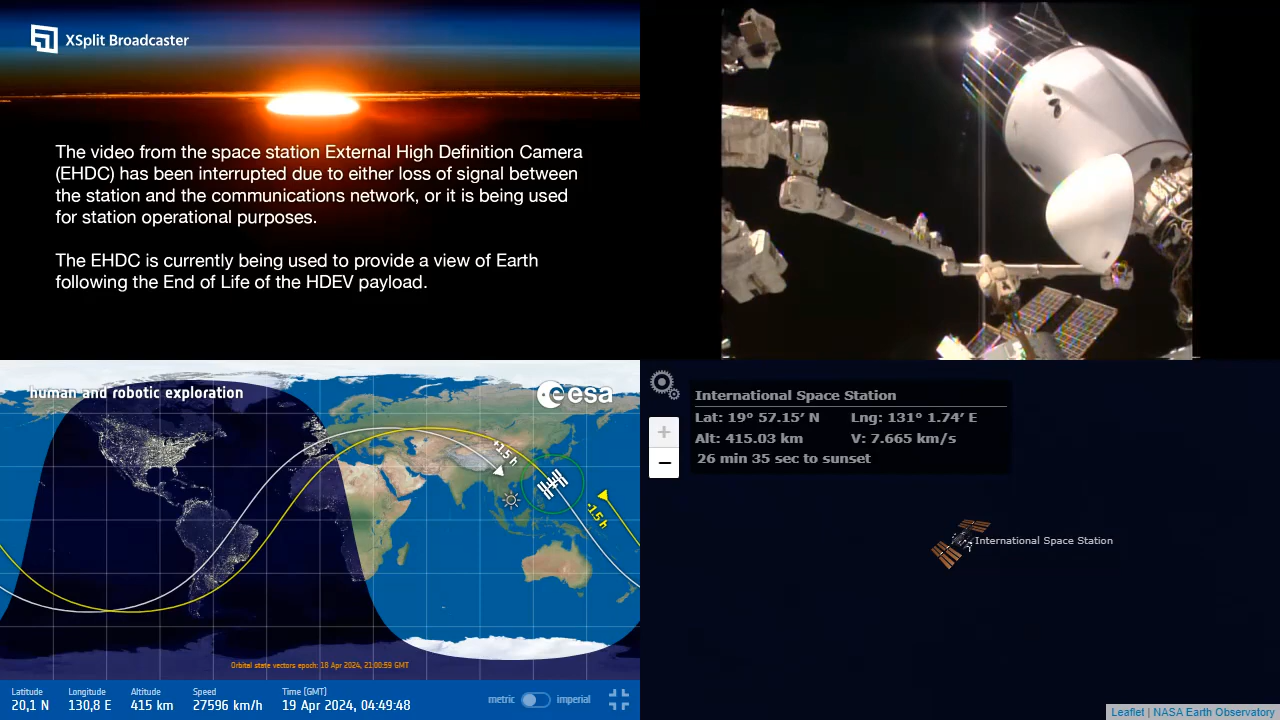 XSplit Broadcaster
The video from the space station External High Definition Camera
(EHDC) has been interrupted due to either loss of signal between
the station and the communications network, or it is being used
for station operational purposes.
The EHDC is currently being used to provide a view of Earth
following the End of Life of the HDEV payload.
human and robotic exploration
esa
+1.5 h
-1.5 h
Orbital state vectors epoch: 18 Apr 2024, 21:00:59 GMT
Latitude Longitude Altitude Speed Time (GMT)
20,1 N 130,8 E 415 km 27596 km/h 19 Apr 2024, 04:49:48
metric imperial
+
−
International Space Station
Lat: 19° 57.15′ N Lng: 131° 1.74′ E
Alt: 415.03 km V: 7.665 km/s
26 min 35 sec to sunset
International Space Station
Leaflet | NASA Earth Observatory